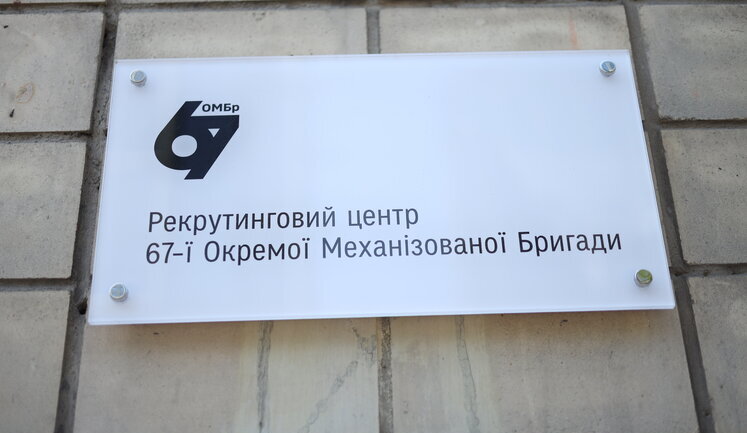 ОМБр
67
Рекрутинговий центр
67-ї Окремої Механізованої Бригади